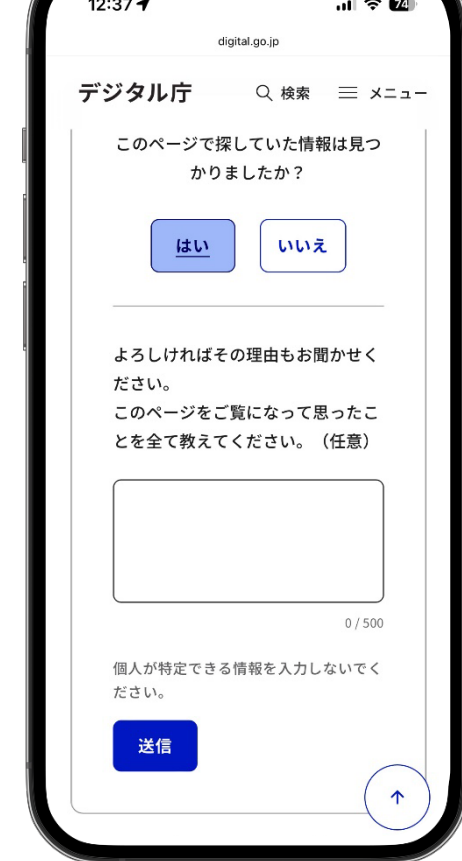 12:37
74
digital.go.jp
デジタル庁
検索
メニュー
このページで探していた情報は見つ
かりましたか？
はい
いいえ
よろしければその理由もお聞かせく
ださい。
このページをご覧になって思ったこ
とを全て教えてください。（任意）
0 / 500
個人が特定できる情報を入力しないでく
ださい。
送信